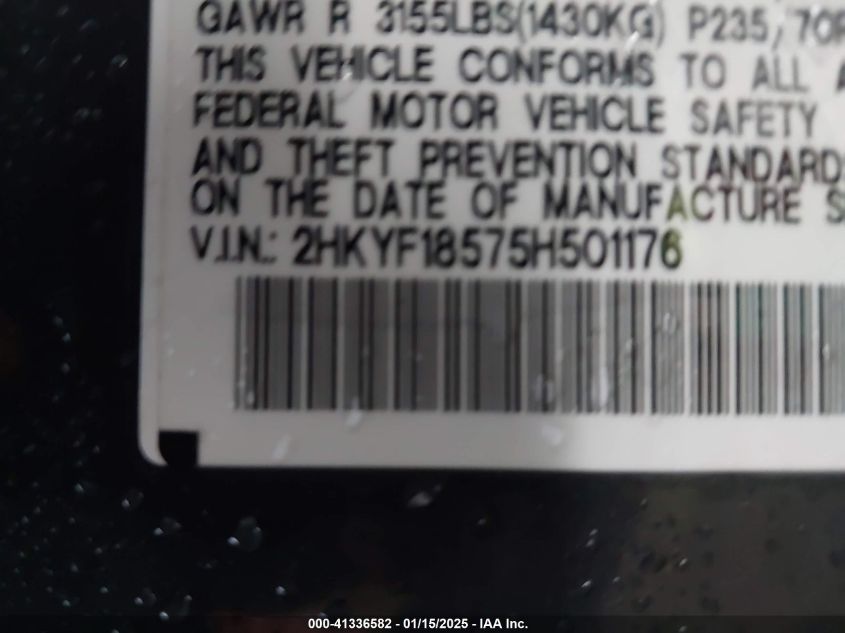 GAWR R 3155LBS(1430KG) P235/70R
THIS VEHICLE CONFORMS TO ALL A
FEDERAL MOTOR VEHICLE SAFETY
AND THEFT PREVENTION STANDARDS
ON THE DATE OF MANUFACTURE S
V.I.N.: 2HKYF18575H501176
000-41336582 - 01/15/2025 - IAA Inc.